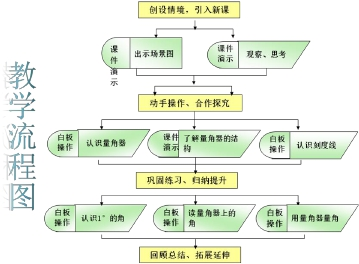 教学流程图
创设情境，引入新课
课件演示
出示场景图
课件演示
观察、思考
动手操作、合作探究
白板操作
认识量角器
课件演示
了解量角器的结构
白板操作
认识刻度线
巩固练习、归纳提升
白板操作
认识1°的角
白板操作
读量角器上的角
白板操作
用量角器量角
回顾总结、拓展延伸